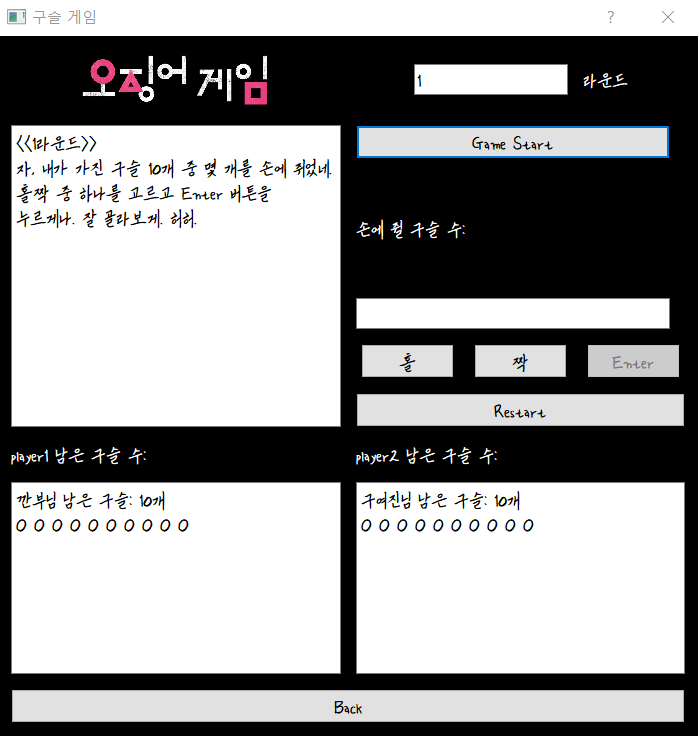 구슬 게임
오징어 게임
1 라운드
<<1라운드>>
자, 내가 가진 구슬 10개 중 몇 개를 손에 쥐었네.
홀짝 중 하나를 고르고 Enter 버튼을
누르게나. 잘 골라보게. 허허.
Game Start
손에 쥘 구슬 수:
홀
짝
Enter
Restart
player1 남은 구슬 수:
player2 남은 구슬 수:
깐부님 남은 구슬: 10개
O O O O O O O O O O
구여진님 남은 구슬: 10개
O O O O O O O O O O
Back